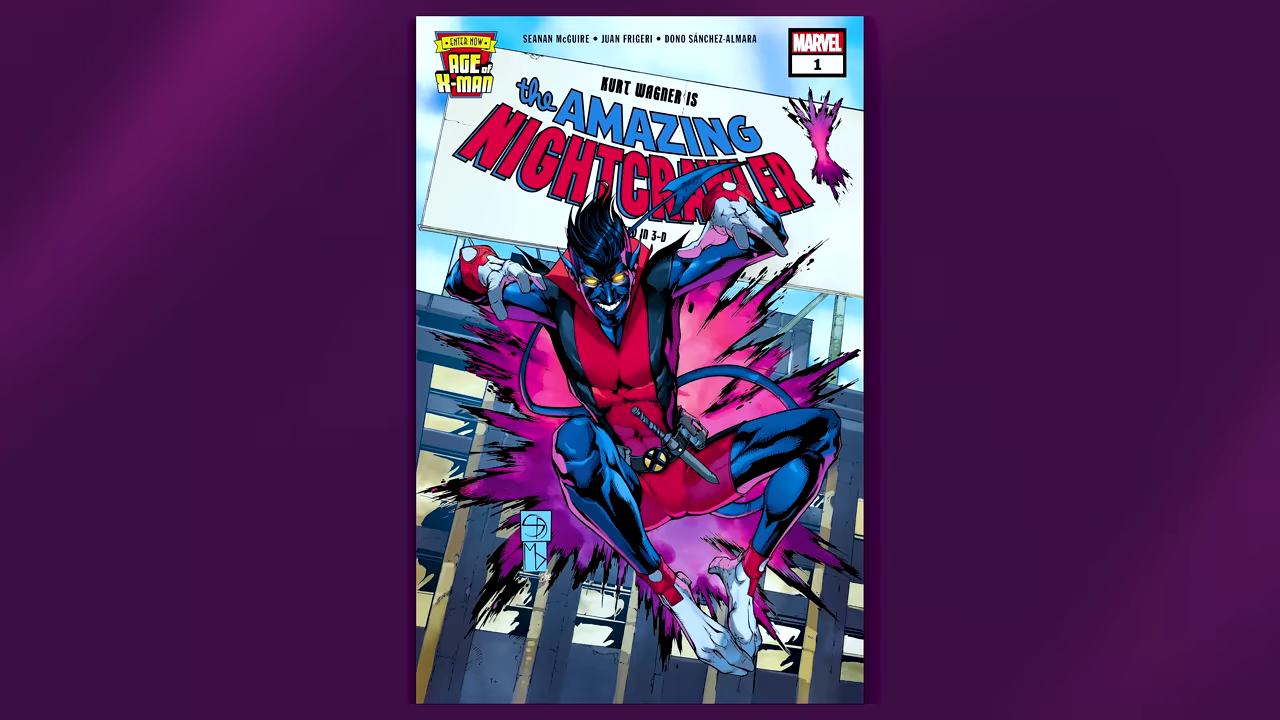 ENTER NOW
AGE of
X-MAN
SEANAN McGUIRE • JUAN FRIGERI • DONO SÁNCHEZ-ALMARA
MARVEL
1
KURT WAGNER IS
the AMAZING
NIGHTCRAWLER
IN 3-D